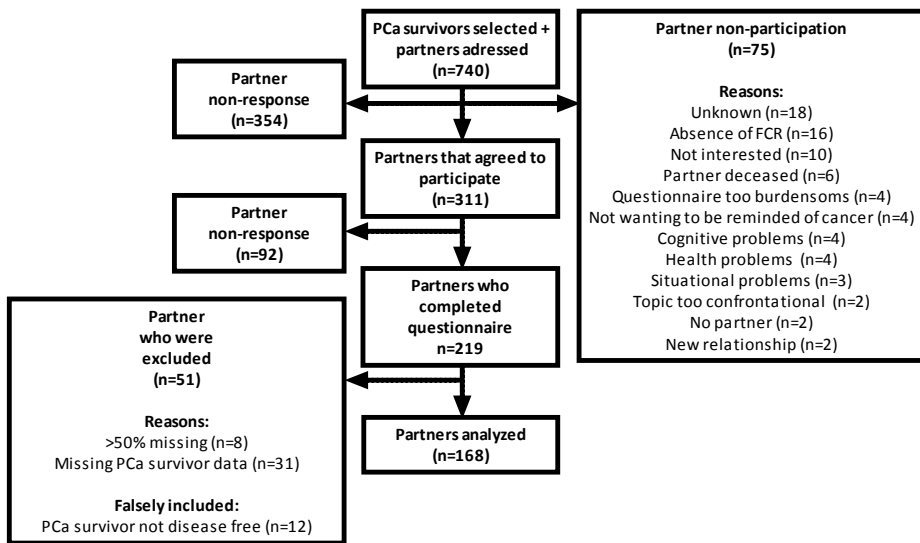 PCa survivors selected +
partners adressed
(n=740)
Partner
non-response
(n=354)
Partner non-participation
(n=75)
Reasons:
Unknown (n=18)
Absence of FCR (n=16)
Not interested (n=10)
Partner deceased (n=6)
Questionnaire too burdensoms (n=4)
Not wanting to be reminded of cancer (n=4)
Cognitive problems (n=4)
Health problems (n=4)
Situational problems (n=3)
Topic too confrontational (n=2)
No partner (n=2)
New relationship (n=2)
Partners that agreed to
participate
(n=311)
Partner
non-response
(n=92)
Partners who
completed
questionnaire
n=219
Partner
who were
excluded
(n=51)
Reasons:
>50% missing (n=8)
Missing PCa survivor data (n=31)
Falsely included:
PCa survivor not disease free (n=12)
Partners analyzed
(n=168)